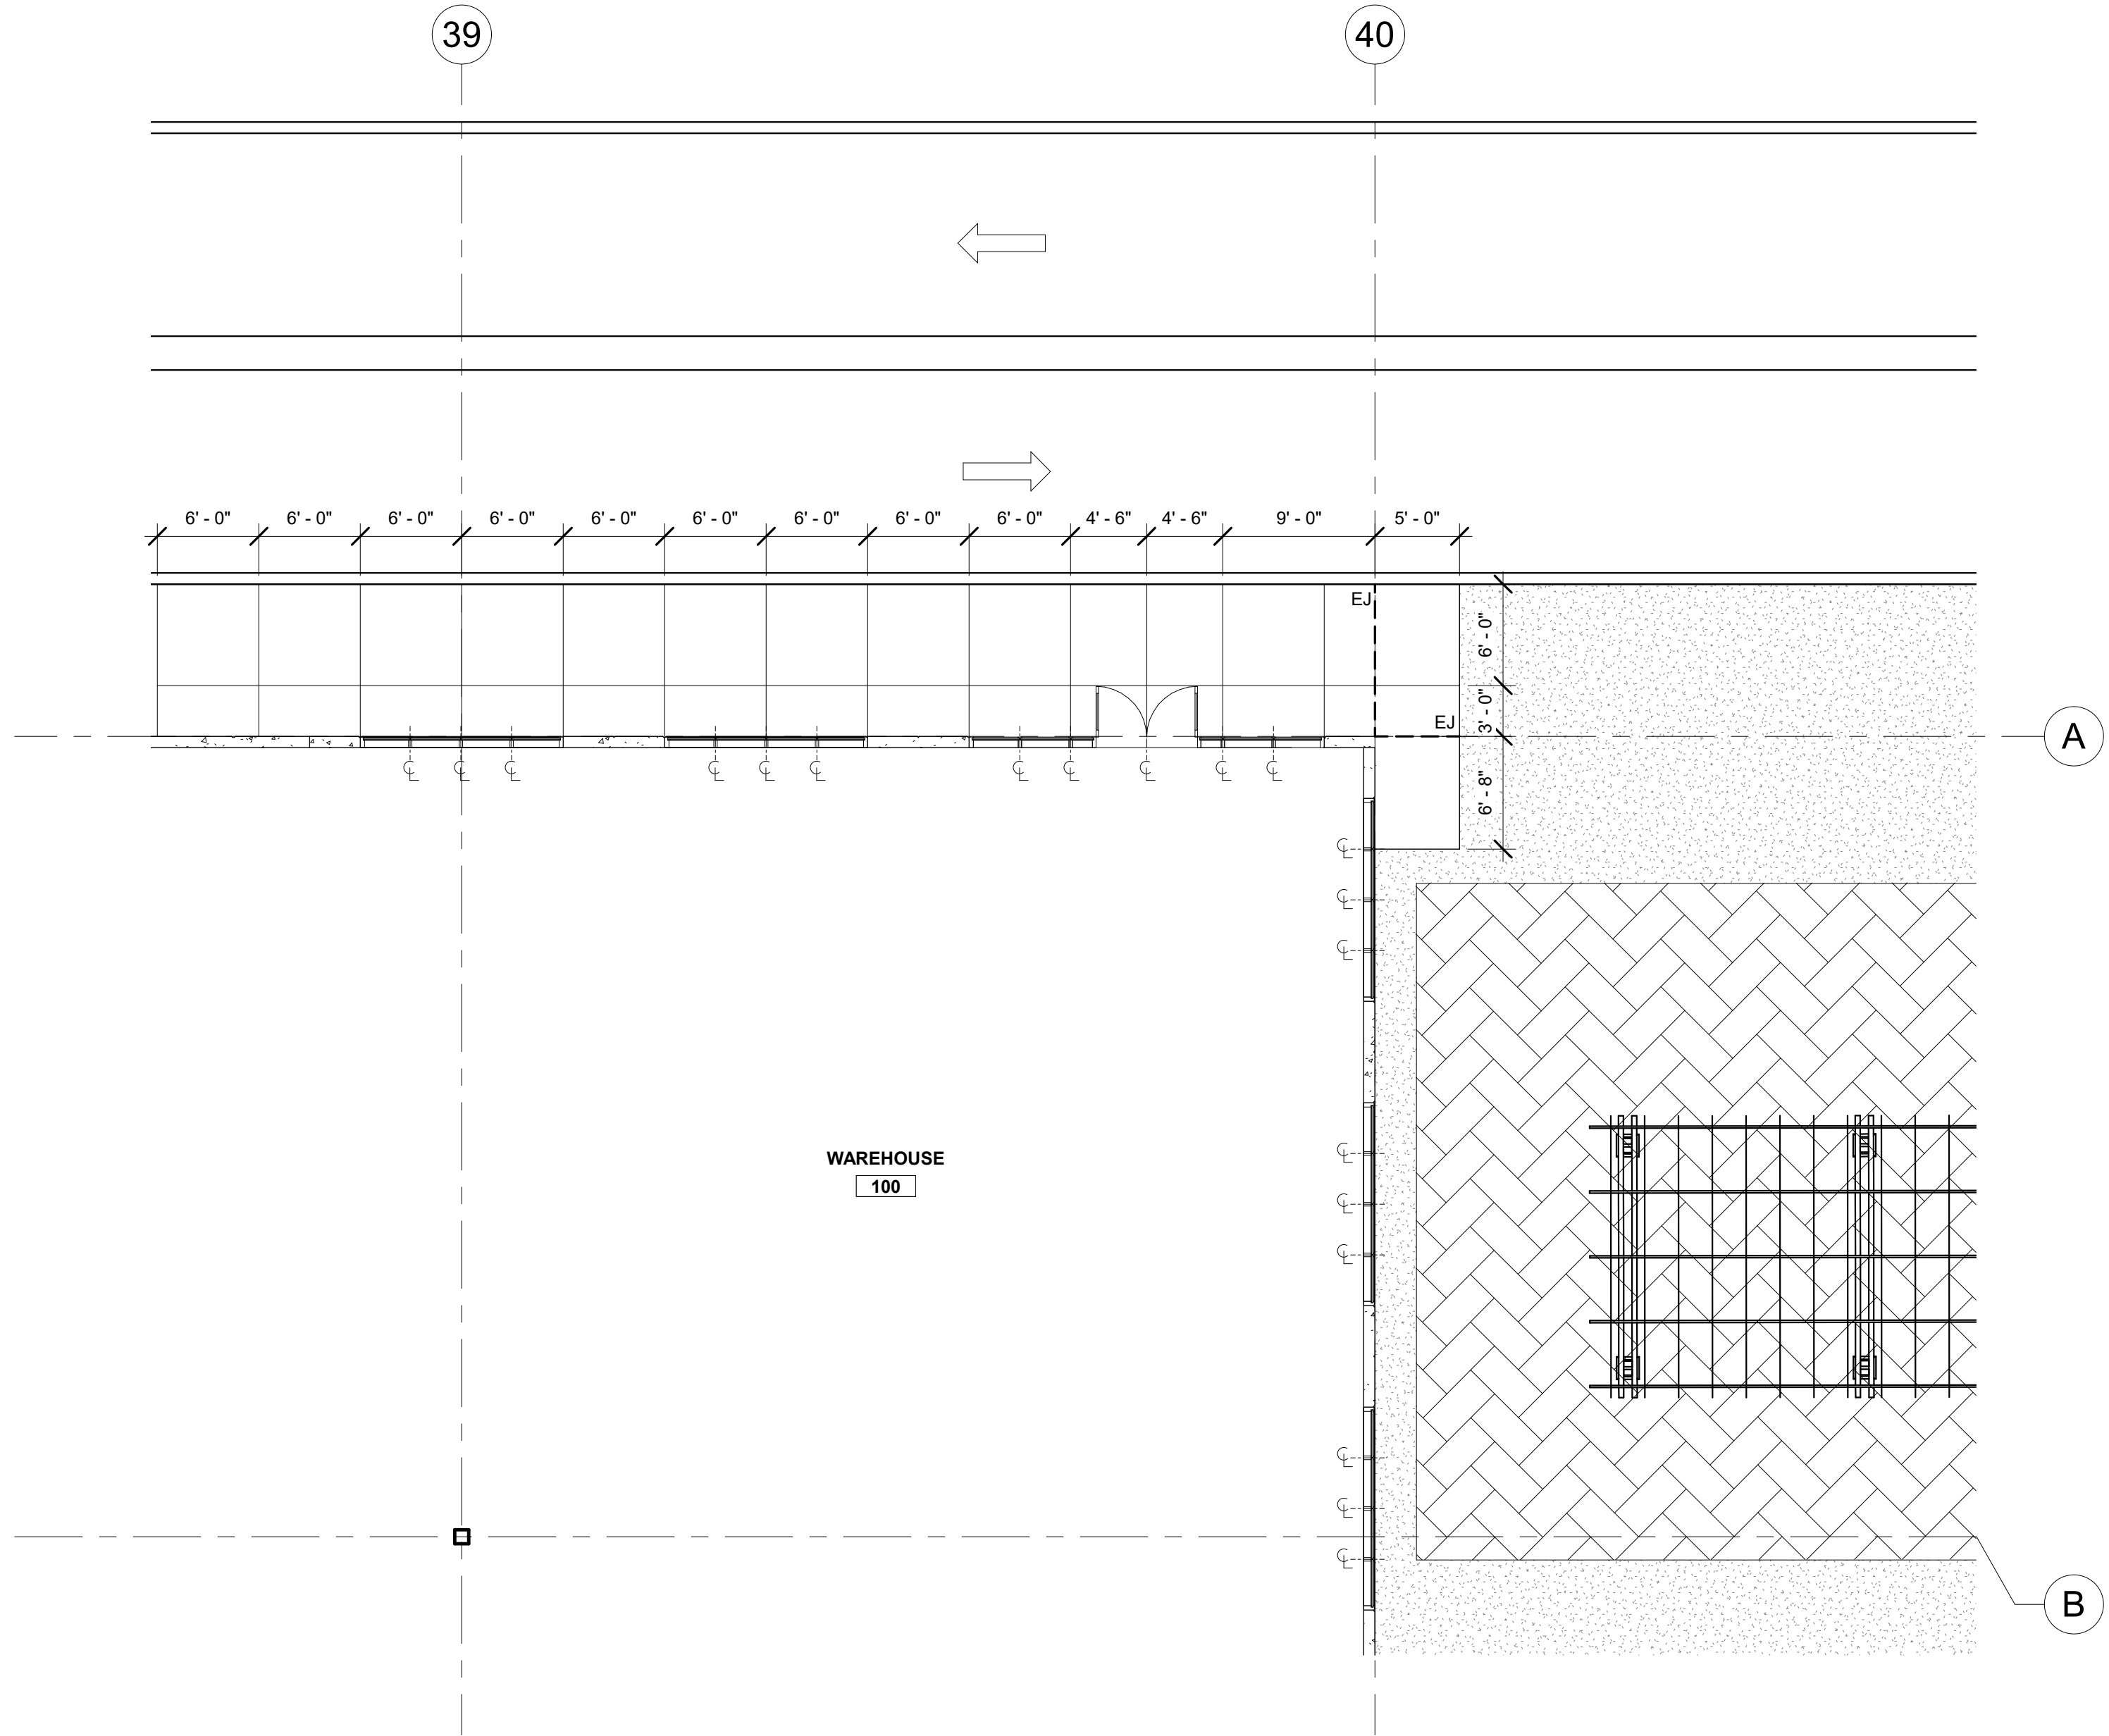 39
40
6' - 0"
6' - 0"
6' - 0"
6' - 0"
6' - 0"
6' - 0"
6' - 0"
6' - 0"
6' - 0"
4' - 6"
4' - 6"
9' - 0"
5' - 0"
EJ
6' - 0"
EJ
3' - 0"
A
6' - 8"
WAREHOUSE
100
B